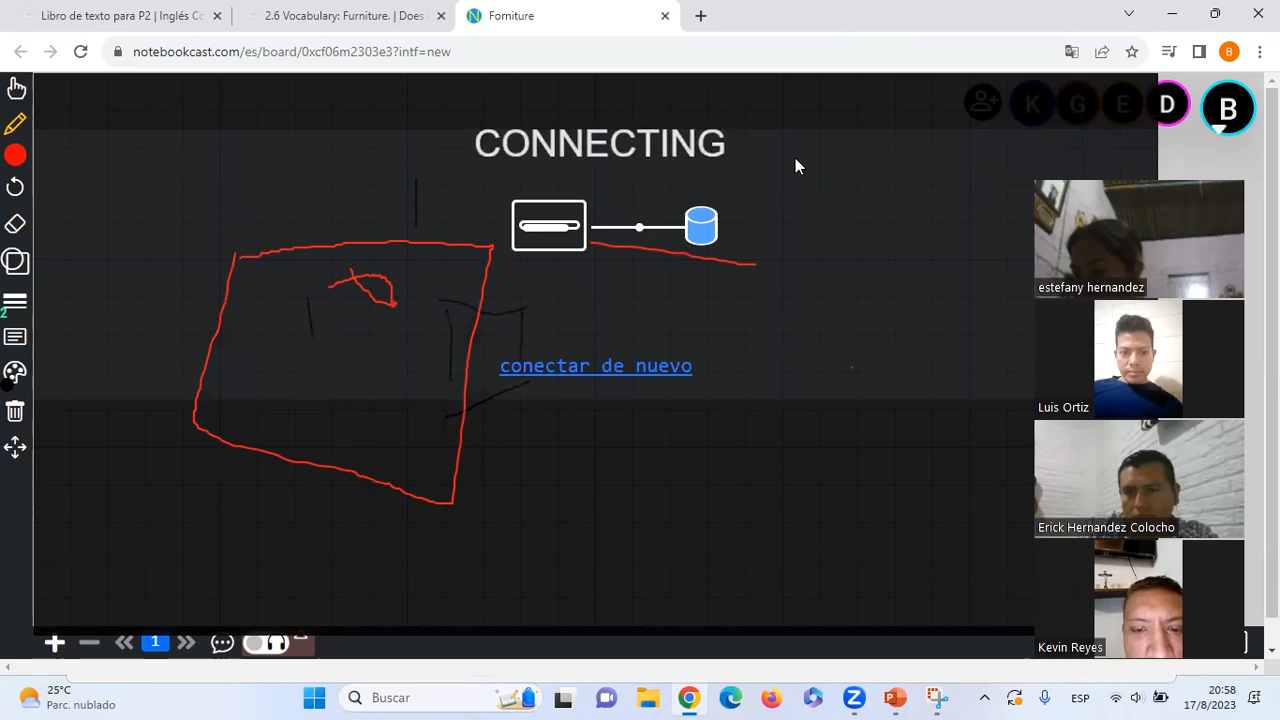 Libro de texto para P2 | Inglés Co
2.6 Vocabulary: Furniture. | Does
Forniture
notebookcast.com/es/board/0xcf06m2303e3?intf=new
B
K G E D B
CONNECTING
conectar de nuevo
2
1
estefany hernandez
Luis Ortiz
Erick Hernandez Colocho
Kevin Reyes
25°C
Parc. nublado
Buscar
ESP
20:58
17/8/2023